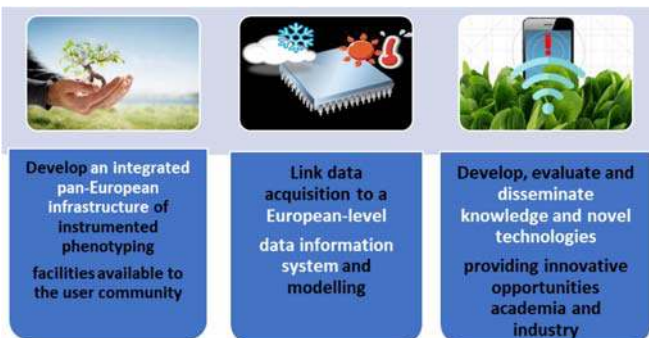 Develop an integrated
pan-European
infrastructure of
instrumented
phenotyping
facilities available to
the user community
Link data
acquisition to a
European-level
data information
system and
modelling
Develop, evaluate and
disseminate
knowledge and novel
technologies
providing innovative
opportunities
academia and
industry